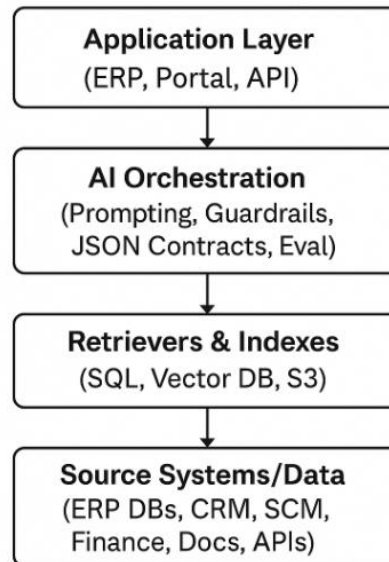 Application Layer
(ERP, Portal, API)
AI Orchestration
(Prompting, Guardrails,
JSON Contracts, Eval)
Retrievers & Indexes
(SQL, Vector DB, S3)
Source Systems/Data
(ERP DBs, CRM, SCM,
Finance, Docs, APIs)